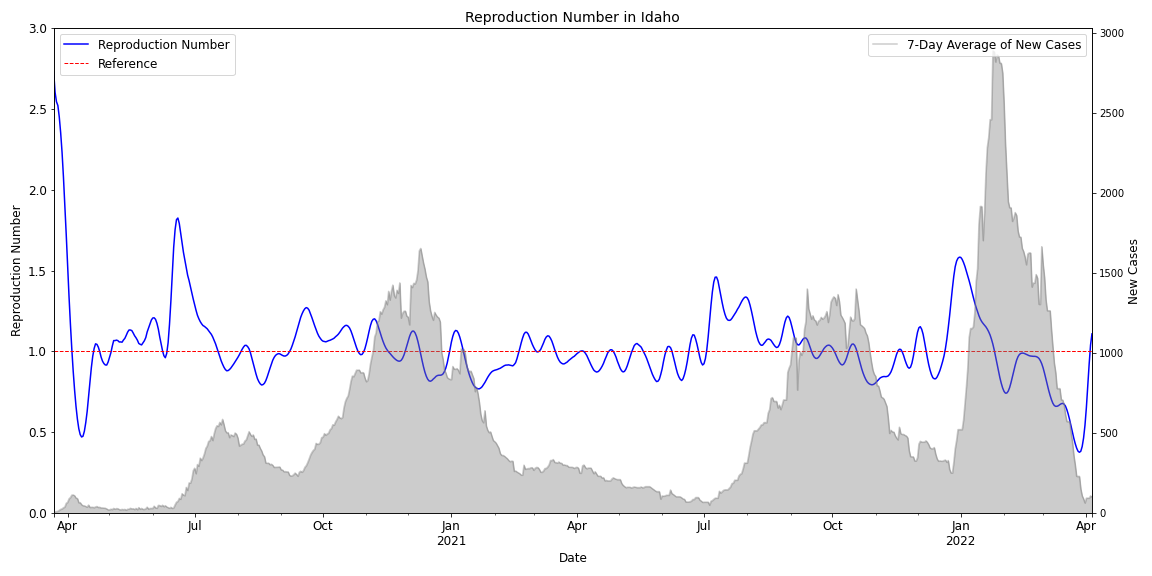 Reproduction Number in Idaho
Reproduction Number
Reference
7-Day Average of New Cases
3.0
2.5
2.0
1.5
1.0
0.5
0.0
Reproduction Number
3000
2500
2000
1500
1000
500
0
New Cases
Apr
Jul
Oct
Jan
2021
Apr
Jul
Oct
Jan
2022
Apr
Date